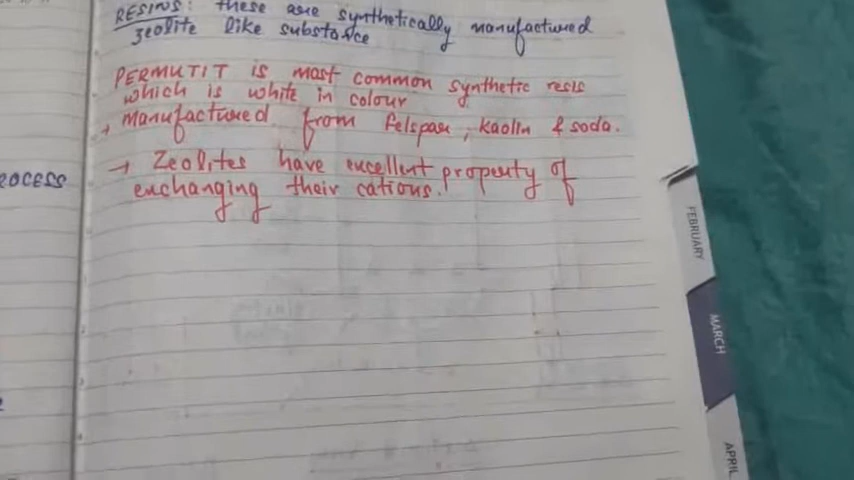 RESINS: these are synthetically manufactured
zeolite like substance
PERMUTIT is most common synthetic resis
which is white in colour
→ Manufactured from felspar, Kaolin & soda.
→ Zeolites have excellent property of
exchanging their cations.
ROCESS
FEBRUARY
MARCH
APRIL